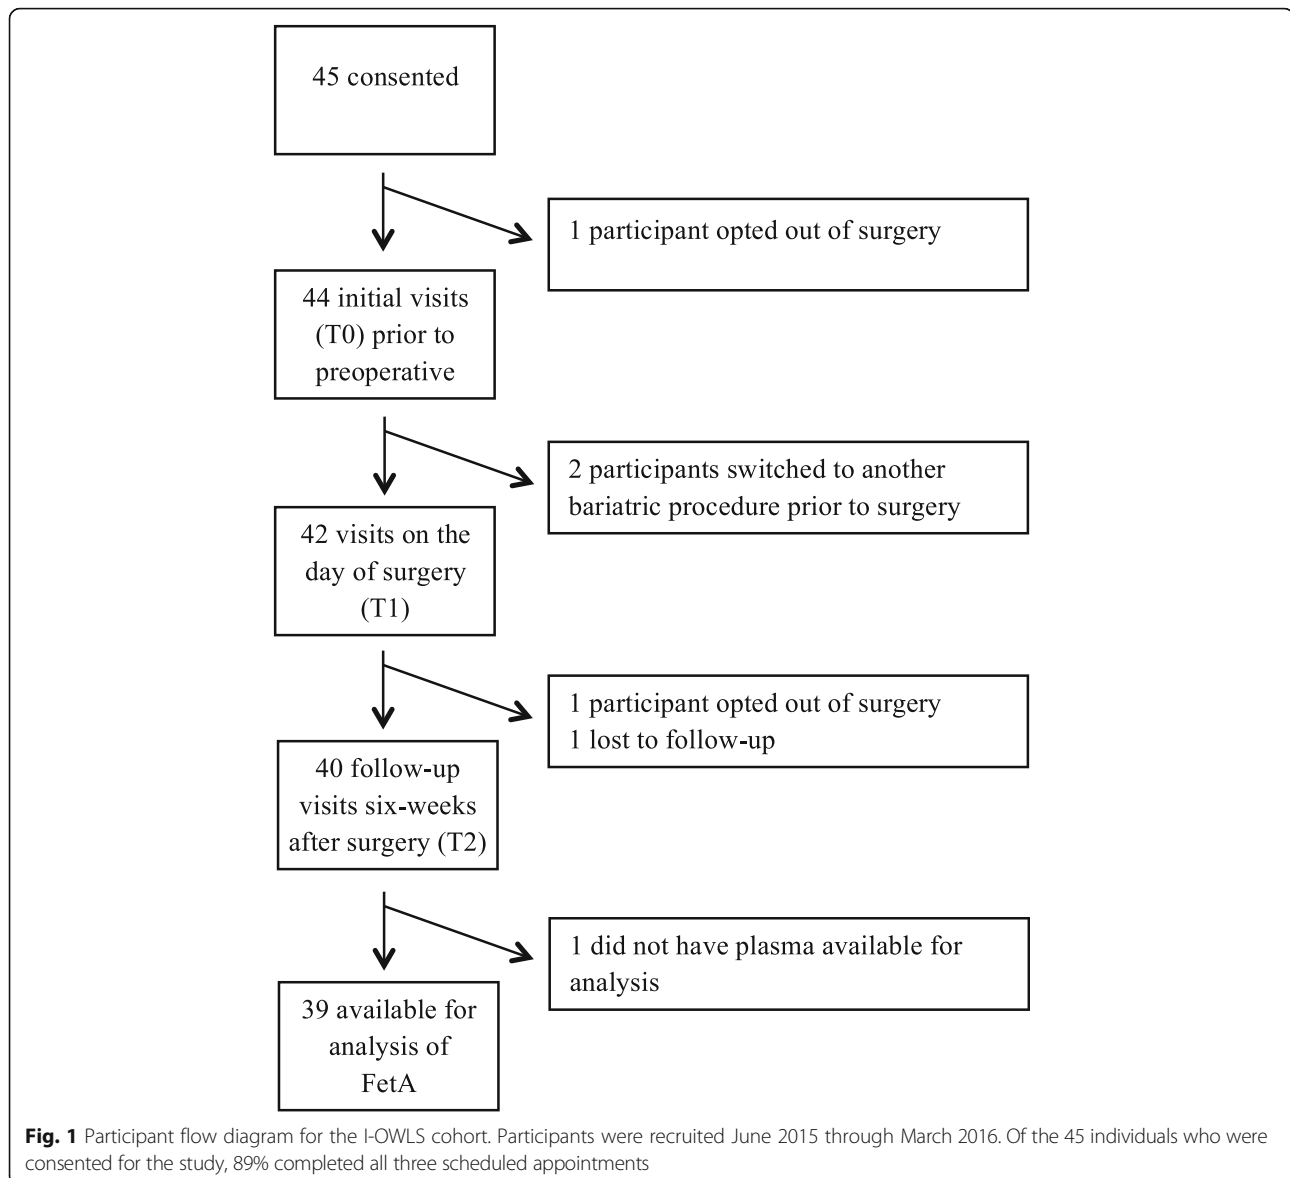 45 consented
1 participant opted out of surgery
44 initial visits
(T0) prior to
preoperative
2 participants switched to another
bariatric procedure prior to surgery
42 visits on the
day of surgery
(T1)
1 participant opted out of surgery
1 lost to follow-up
40 follow-up
visits six-weeks
after surgery (T2)
1 did not have plasma available for
analysis
39 available for
analysis of
FetA
Fig. 1 Participant flow diagram for the I-OWLS cohort. Participants were recruited June 2015 through March 2016. Of the 45 individuals who were
consented for the study, 89% completed all three scheduled appointments